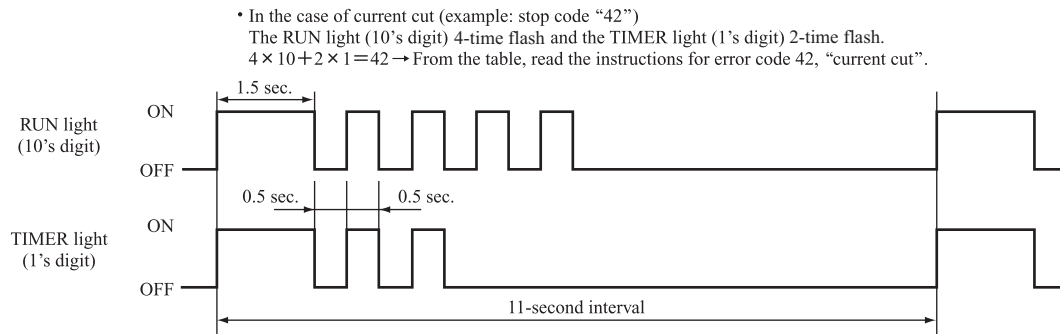 • In the case of current cut (example: stop code “42”)
The RUN light (10’s digit) 4-time flash and the TIMER light (1’s digit) 2-time flash.
4 × 10＋2 × 1＝42 → From the table, read the instructions for error code 42, “current cut”.
1.5 sec.
ON
RUN light
(10’s digit)
OFF
0.5 sec. 0.5 sec.
ON
TIMER light
(1’s digit)
OFF
11-second interval